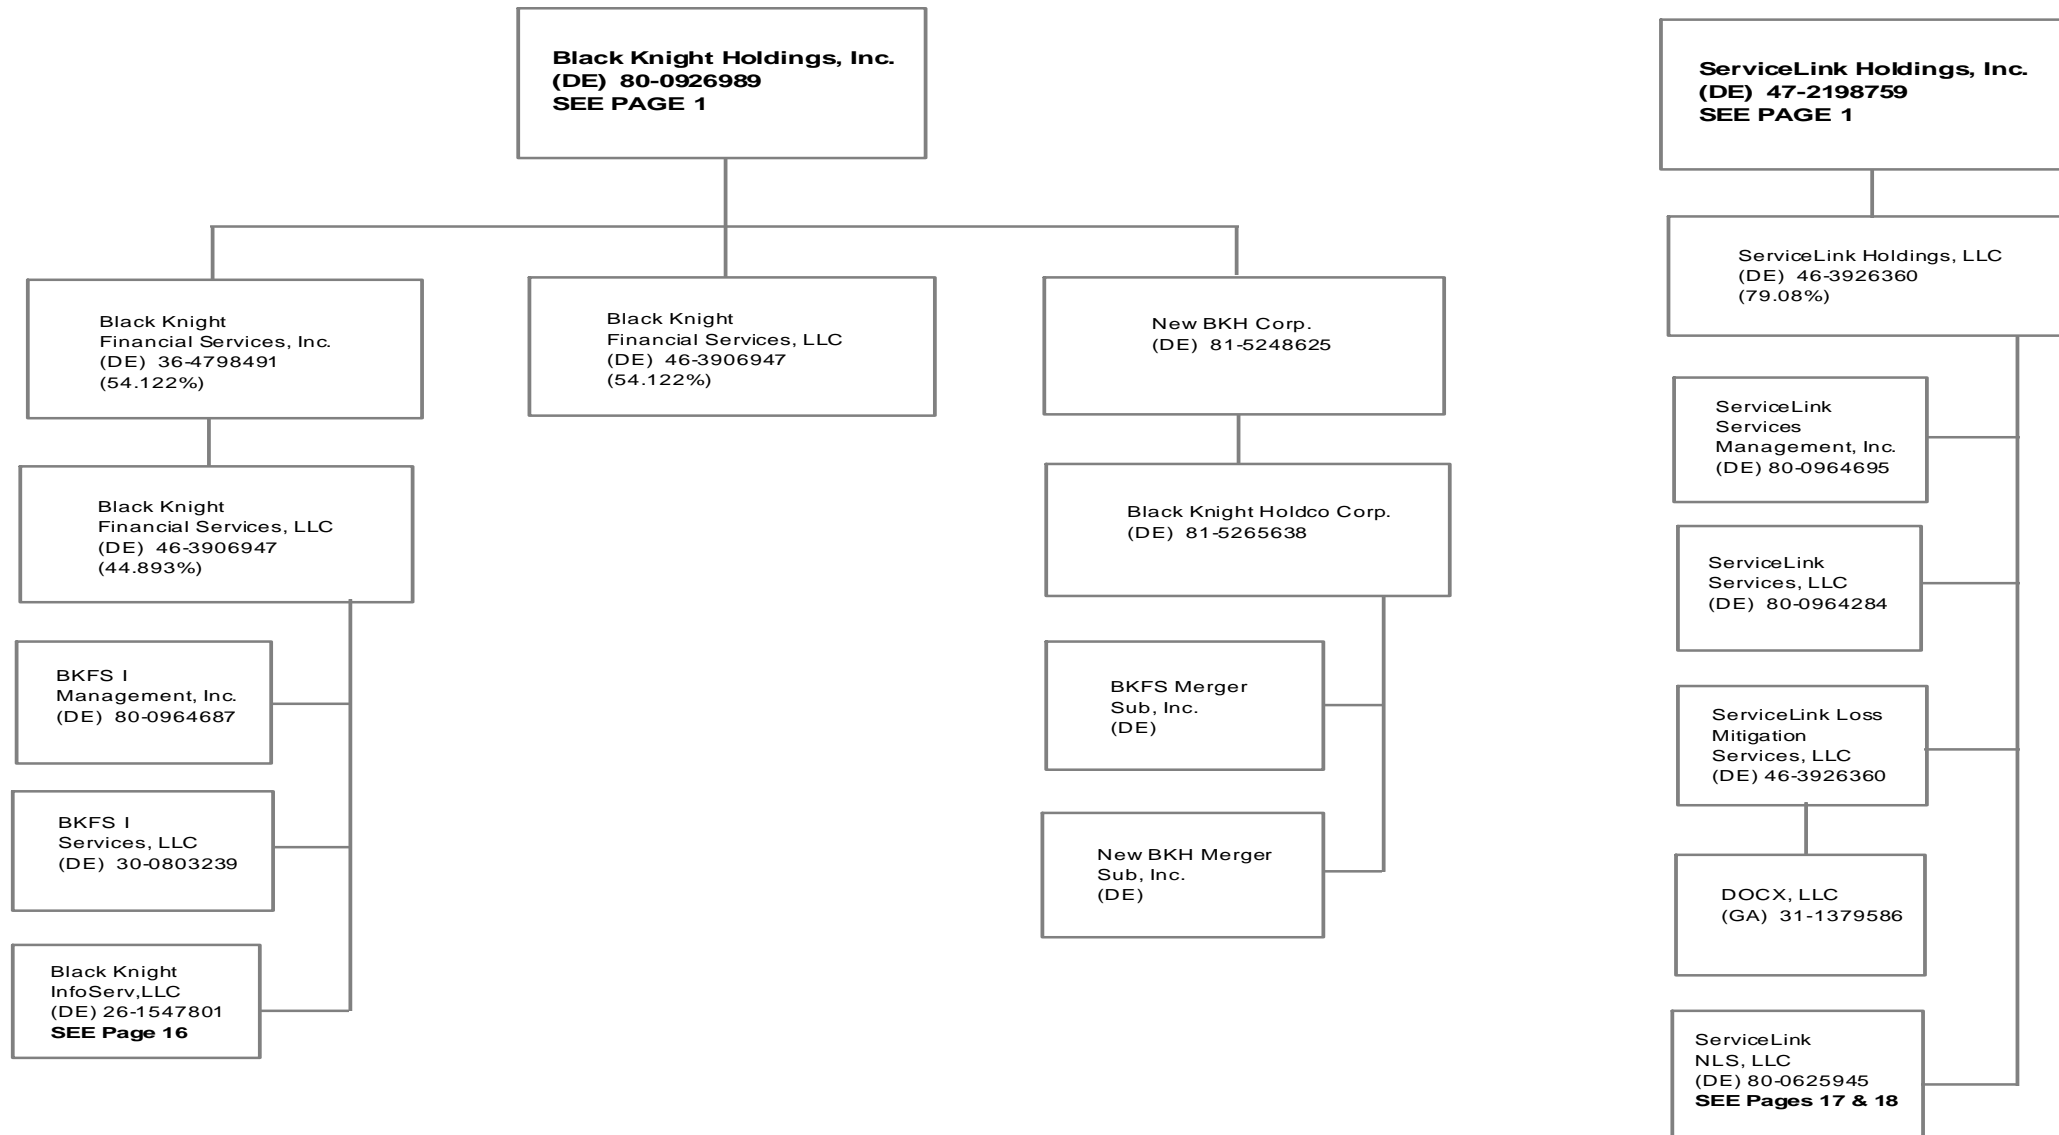 Black Knight Holdings, Inc.
(DE) 80-0926989
SEE PAGE 1
ServiceLink Holdings, Inc.
(DE) 47-2198759
SEE PAGE 1
Black Knight
Financial Services, Inc.
(DE) 36-4798491
(54.122%)
Black Knight
Financial Services, LLC
(DE) 46-3906947
(54.122%)
New BKH Corp.
(DE) 81-5248625
ServiceLink Holdings, LLC
(DE) 46-3926360
(79.08%)
Black Knight
Financial Services, LLC
(DE) 46-3906947
(44.893%)
Black Knight Holdco Corp.
(DE) 81-5265638
ServiceLink
Services
Management, Inc.
(DE) 80-0964695
ServiceLink
Services, LLC
(DE) 80-0964284
BKFS I
Management, Inc.
(DE) 80-0964687
BKFS Merger
Sub, Inc.
(DE)
ServiceLink Loss
Mitigation
Services, LLC
(DE) 46-3926360
BKFS I
Services, LLC
(DE) 30-0803239
New BKH Merger
Sub, Inc.
(DE)
DOCX, LLC
(GA) 31-1379586
Black Knight
InfoServ,LLC
(DE) 26-1547801
SEE Page 16
ServiceLink
NLS, LLC
(DE) 80-0625945
SEE Pages 17 & 18